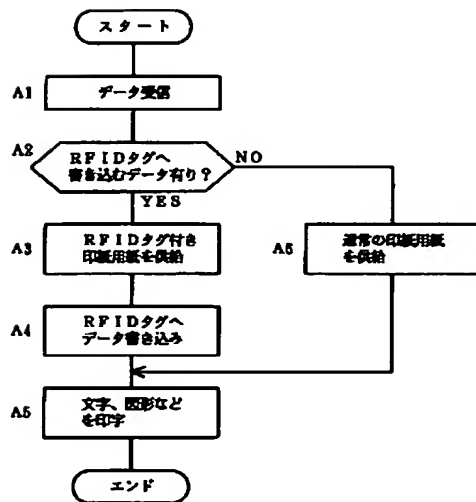 スタート
A1
データ受信
A2
RFIDタグへ
書き込むデータ有り?
NO
YES
A3
RFIDタグ付き
印紙用紙を供給
A6
通常の印紙用紙
を供給
A4
RFIDタグへ
データ書き込み
A5
文字、図形など
を印字
エンド